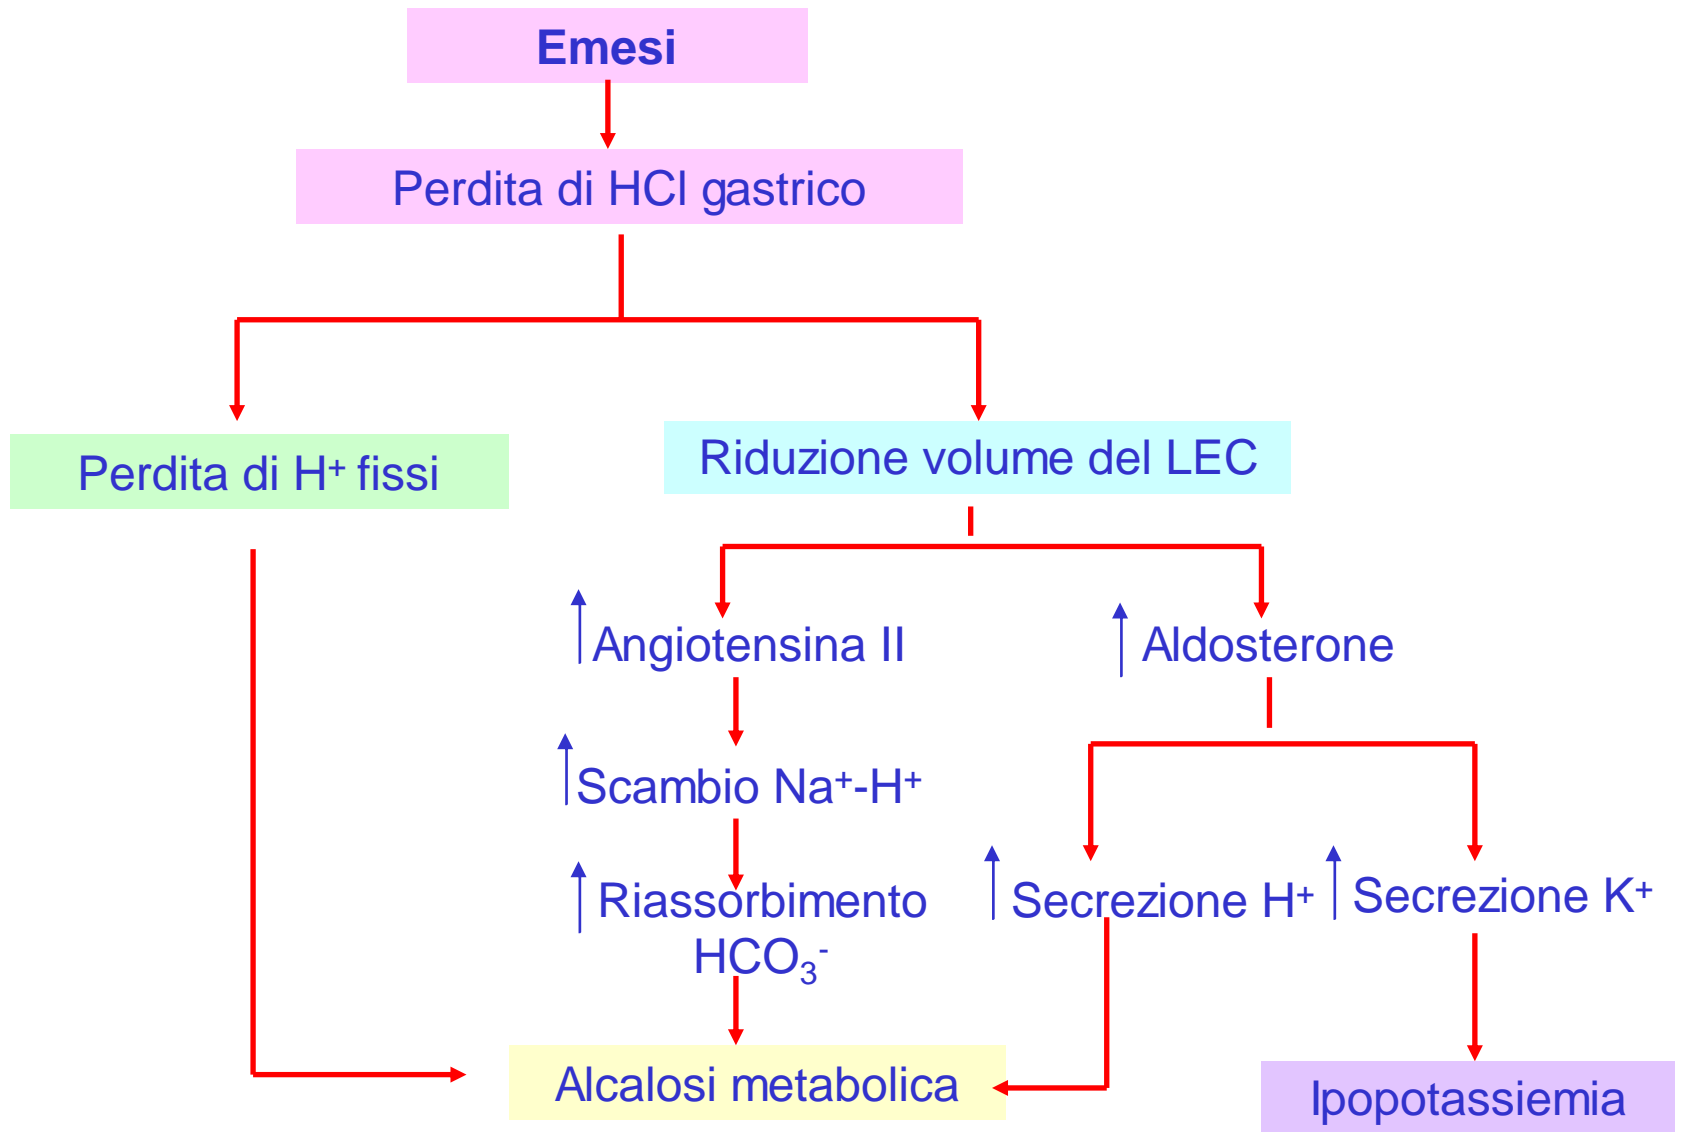 Emesi
Perdita di HCl gastrico
Perdita di H⁺ fissi
Riduzione volume del LEC
Angiotensina II
Aldosterone
Scambio Na⁺-H⁺
Riassorbimento
HCO₃⁻
Secrezione H⁺
Secrezione K⁺
Alcalosi metabolica
Ipopotassiemia